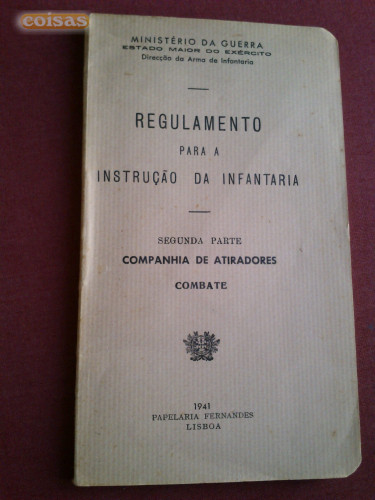 coisas
MINISTÉRIO DA GUERRA
ESTADO MAIOR DO EXÉRCITO
Direcção da Arma de Infantaria
REGULAMENTO
PARA A
INSTRUÇÃO DA INFANTARIA
SEGUNDA PARTE
COMPANHIA DE ATIRADORES
COMBATE
1941
PAPELARIA FERNANDES
LISBOA